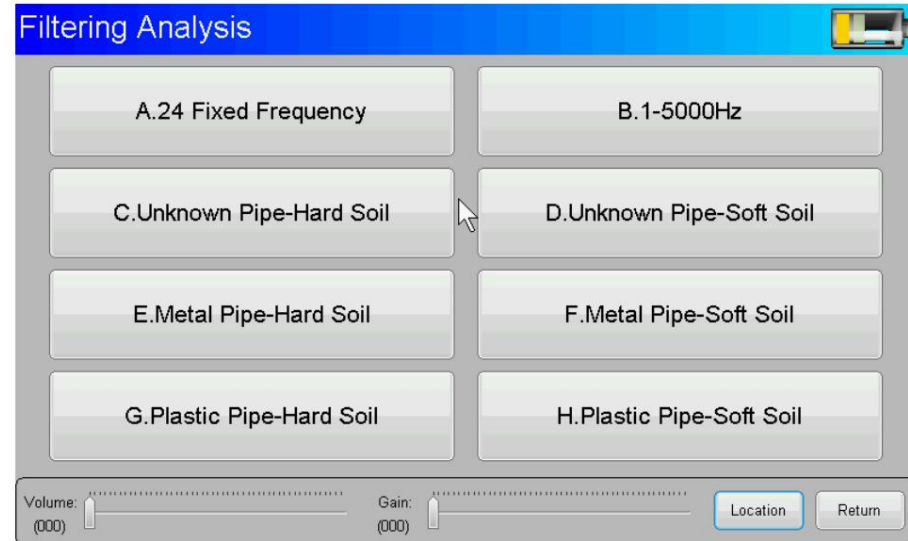 Filtering Analysis
A.24 Fixed Frequency
B.1-5000Hz
C.Unknown Pipe-Hard Soil
D.Unknown Pipe-Soft Soil
E.Metal Pipe-Hard Soil
F.Metal Pipe-Soft Soil
G.Plastic Pipe-Hard Soil
H.Plastic Pipe-Soft Soil
Volume:
(000)
Gain:
(000)
Location
Return